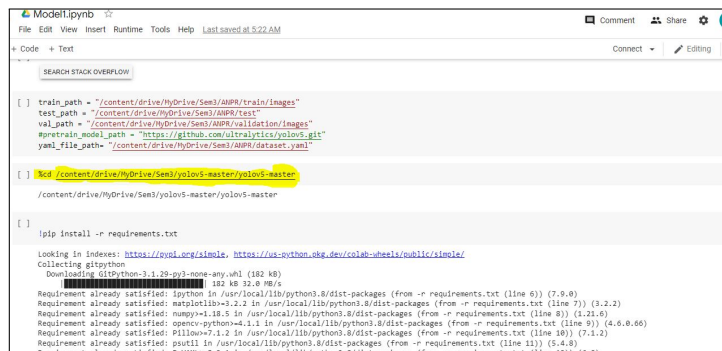 Model1.ipynb
Comment Share
File Edit View Insert Runtime Tools Help Last saved at 5:22 AM
+ Code + Text Connect Editing
SEARCH STACK OVERFLOW
[ ] train_path = "/content/drive/MyDrive/Sem3/ANPR/train/images"
test_path = "/content/drive/MyDrive/Sem3/ANPR/test"
val_path = "/content/drive/MyDrive/Sem3/ANPR/validation/images"
#pretrain_model_path = "https://github.com/ultralytics/yolov5.git"
yaml_file_path= "/content/drive/MyDrive/Sem3/ANPR/dataset.yaml"
[ ] %cd /content/drive/MyDrive/Sem3/yolov5-master/yolov5-master
/content/drive/MyDrive/Sem3/yolov5-master/yolov5-master
[ ]
!pip install -r requirements.txt
Looking in indexes: https://pypi.org/simple, https://us-python.pkg.dev/colab-wheels/public/simple/
Collecting gitpython
Downloading GitPython-3.1.29-py3-none-any.whl (182 kB)
| 182 kB 32.0 MB/s
Requirement already satisfied: ipython in /usr/local/lib/python3.8/dist-packages (from -r requirements.txt (line 6)) (7.9.0)
Requirement already satisfied: matplotlib>=3.2.2 in /usr/local/lib/python3.8/dist-packages (from -r requirements.txt (line 7)) (3.2.2)
Requirement already satisfied: numpy>=1.18.5 in /usr/local/lib/python3.8/dist-packages (from -r requirements.txt (line 8)) (1.21.6)
Requirement already satisfied: opencv-python>=4.1.1 in /usr/local/lib/python3.8/dist-packages (from -r requirements.txt (line 9)) (4.6.0.66)
Requirement already satisfied: Pillow>=7.1.2 in /usr/local/lib/python3.8/dist-packages (from -r requirements.txt (line 10)) (7.1.2)
Requirement already satisfied: psutil in /usr/local/lib/python3.8/dist-packages (from -r requirements.txt (line 11)) (5.4.8)